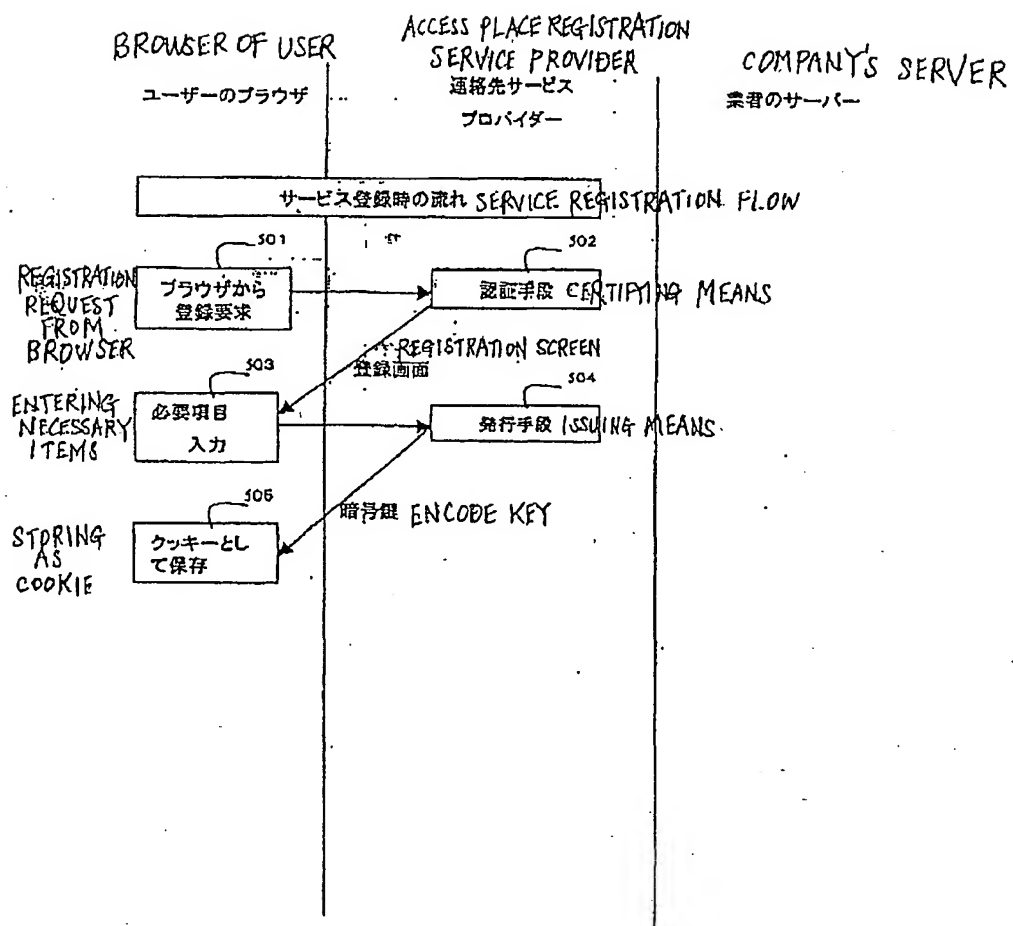 BROWSER OF USER
ユーザーのブラウザ
ACCESS PLACE REGISTRATION
SERVICE PROVIDER
連絡先サービス
プロバイダー
COMPANY'S SERVER
業者のサーバー
サービス登録時の流れ SERVICE REGISTRATION FLOW
501
REGISTRATION
REQUEST
FROM
BROWSER
ブラウザから
登録要求
502
認証手段 CERTIFYING MEANS
REGISTRATION SCREEN
登録画面
503
ENTERING
NECESSARY
ITEMS
必要項目
入力
504
発行手段 ISSUING MEANS
暗号鍵 ENCODE KEY
505
STORING
AS
COOKIE
クッキーとし
て保存